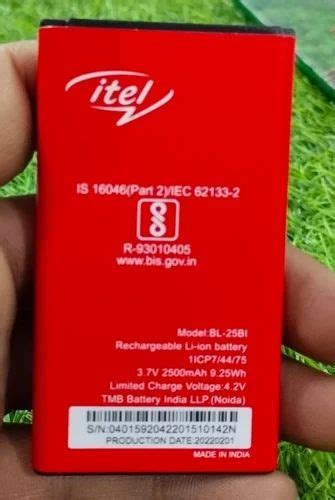 itel
IS 16046(Part 2)/IEC 62133-2
R-93010405
www.bis.gov.in
Model:BL-25BI
Rechargeable Li-ion battery
1ICP7/44/75
3.7V 2500mAh 9.25Wh
Limited Charge Voltage:4.2V
TMB Battery India LLP.(Noida)
S/N:0401592042201510142N
PRODUCTION DATE:20220201
MADE IN INDIA